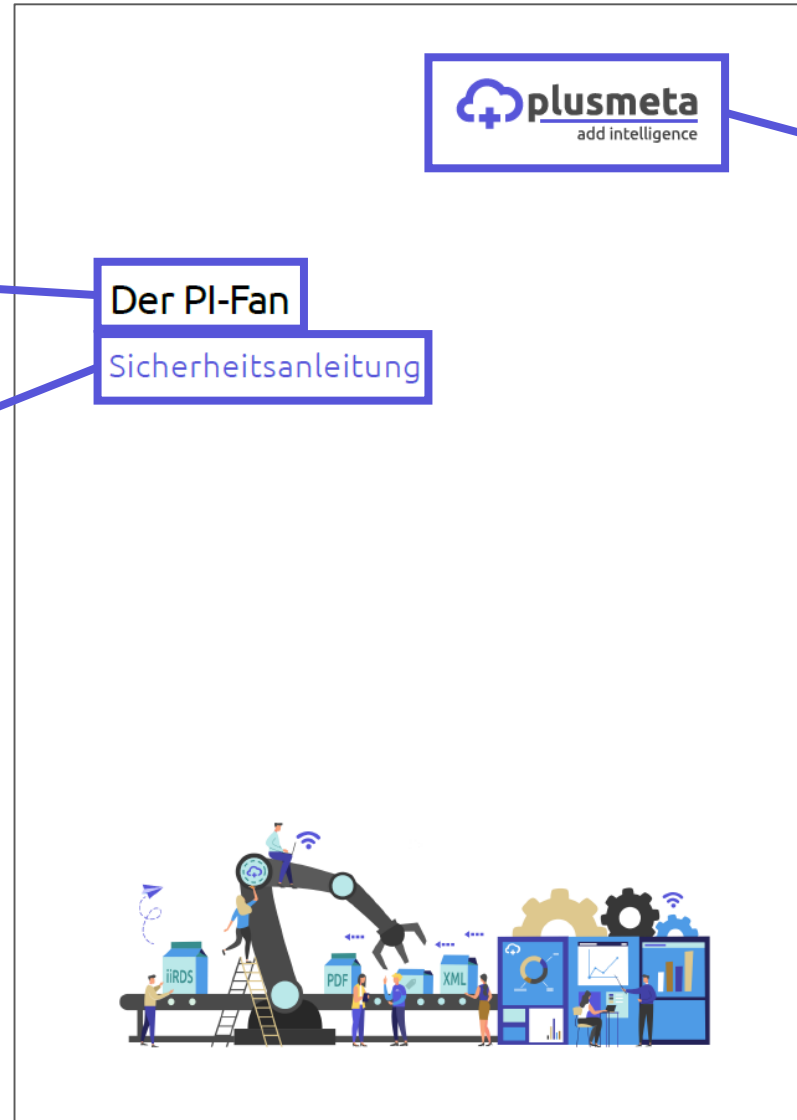 plusmeta
add intelligence
Der PI-Fan
Sicherheitsanleitung
iiRDS
PDF
XML